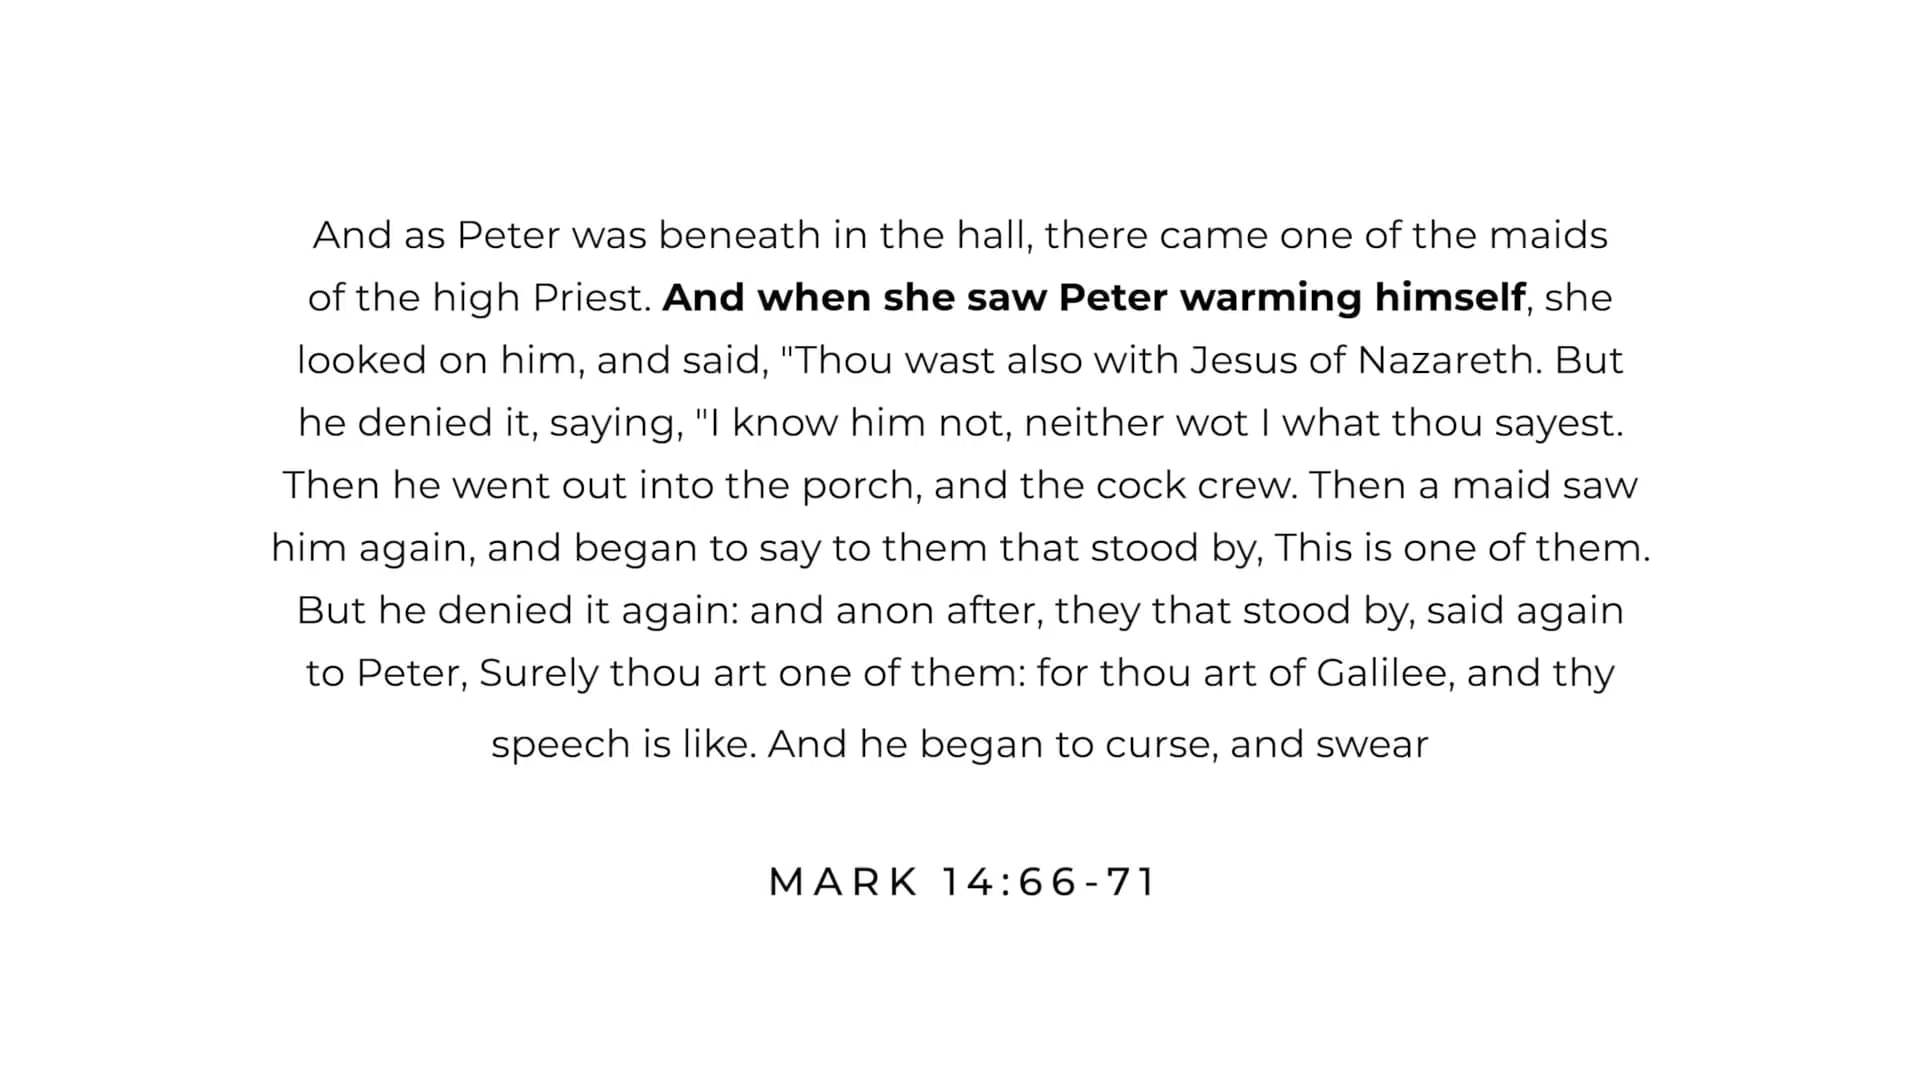 And as Peter was beneath in the hall, there came one of the maids
of the high Priest. And when she saw Peter warming himself, she
looked on him, and said, "Thou wast also with Jesus of Nazareth. But
he denied it, saying, "I know him not, neither wot I what thou sayest.
Then he went out into the porch, and the cock crew. Then a maid saw
him again, and began to say to them that stood by, This is one of them.
But he denied it again: and anon after, they that stood by, said again
to Peter, Surely thou art one of them: for thou art of Galilee, and thy
speech is like. And he began to curse, and swear
MARK 14:66-71